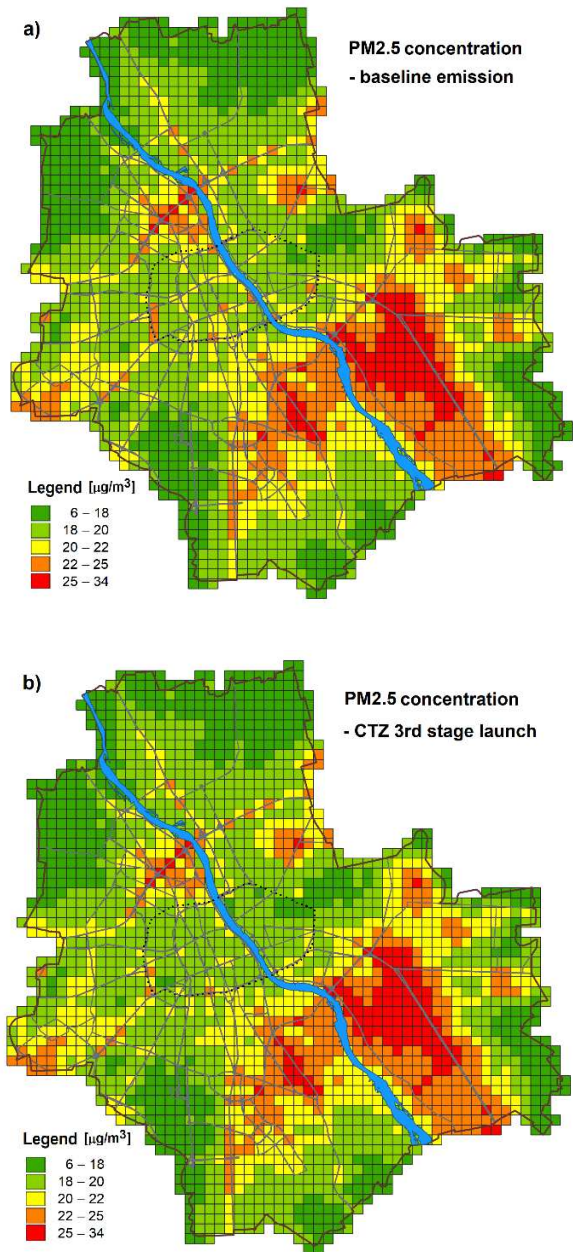 a)
PM2.5 concentration
- baseline emission
Legend [µg/m³]
6 – 18
18 – 20
20 – 22
22 – 25
25 – 34
b)
PM2.5 concentration
- CTZ 3rd stage launch
Legend [µg/m³]
6 – 18
18 – 20
20 – 22
22 – 25
25 – 34